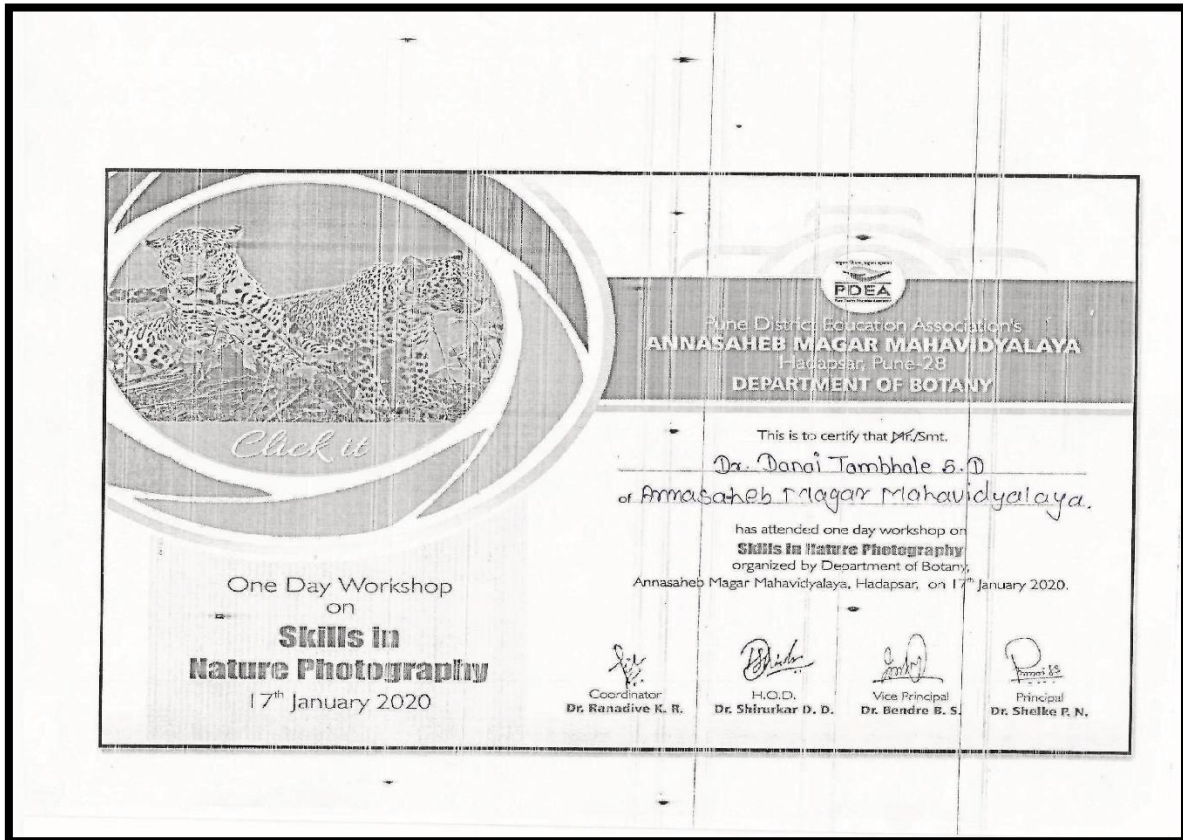 Click it
One Day Workshop
on
Skills in
Nature Photography
17th January 2020
PDEA
Pune District Education Association's
ANNASAHEB MAGAR MAHAVIDYALAYA
Hadapsar, Pune-28
DEPARTMENT OF BOTANY
This is to certify that Mr./Smt.
Dr. Danai Tambhale S.D
of Annasaheb Magar Mahavidyalaya.
has attended one day workshop on
Skills in Nature Photography
organized by Department of Botany,
Annasaheb Magar Mahavidyalaya, Hadapsar, on 17th January 2020.
Coordinator
Dr. Ranadive K. R.
H.O.D.
Dr. Shirurkar D. D.
Vice Principal
Dr. Bendre B. S.
Principal
Dr. Shelke P. N.